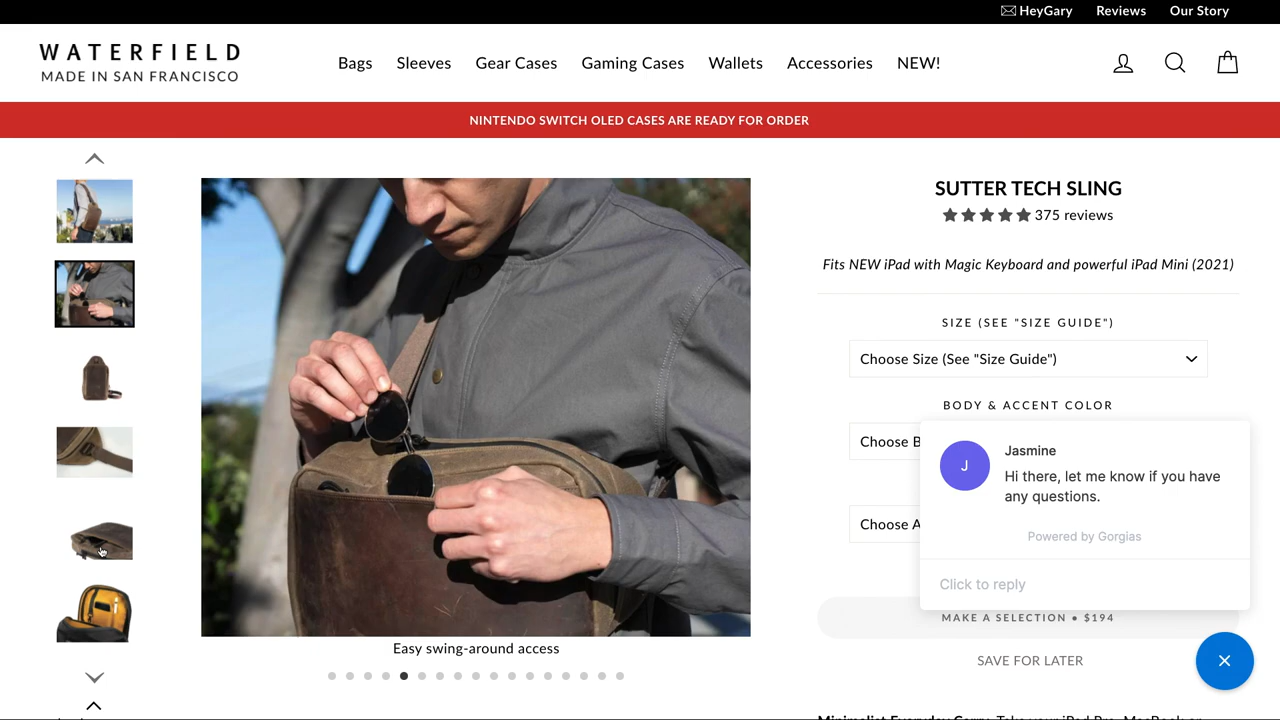 HeyGary Reviews Our Story
WATERFIELD
MADE IN SAN FRANCISCO
Bags Sleeves Gear Cases Gaming Cases Wallets Accessories NEW!
NINTENDO SWITCH OLED CASES ARE READY FOR ORDER
SUTTER TECH SLING
375 reviews
Fits NEW iPad with Magic Keyboard and powerful iPad Mini (2021)
SIZE (SEE "SIZE GUIDE")
Choose Size (See "Size Guide")
BODY & ACCENT COLOR
Choose B
Jasmine
J
Hi there, let me know if you have
any questions.
Choose A
Powered by Gorgias
Click to reply
MAKE A SELECTION • $194
Easy swing-around access
SAVE FOR LATER